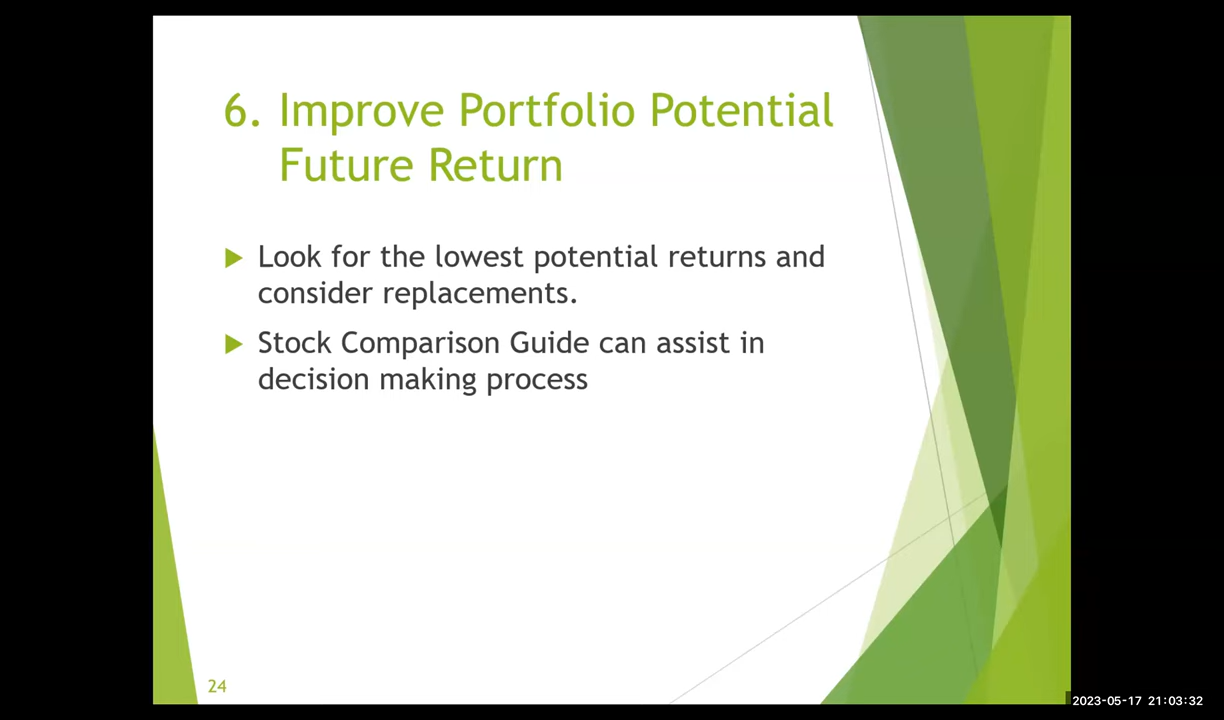 6. Improve Portfolio Potential
Future Return
Look for the lowest potential returns and
consider replacements.
Stock Comparison Guide can assist in
decision making process
24
2023-05-17 21:03:32